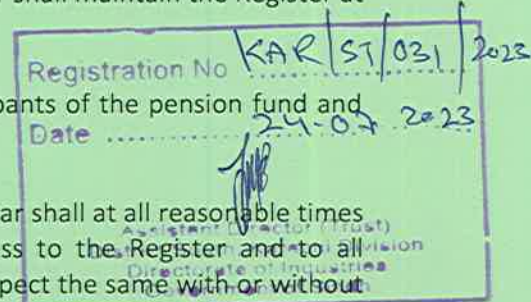 shall maintain the Register at
Registration No KAR/ST/031/2023
pants of the pension fund and
Date 24-07 2023
ar shall at all reasonable times
Assistant Director (Trust)
ss to the Register and to all
Division
Directorate of Industries
pect the same with or without